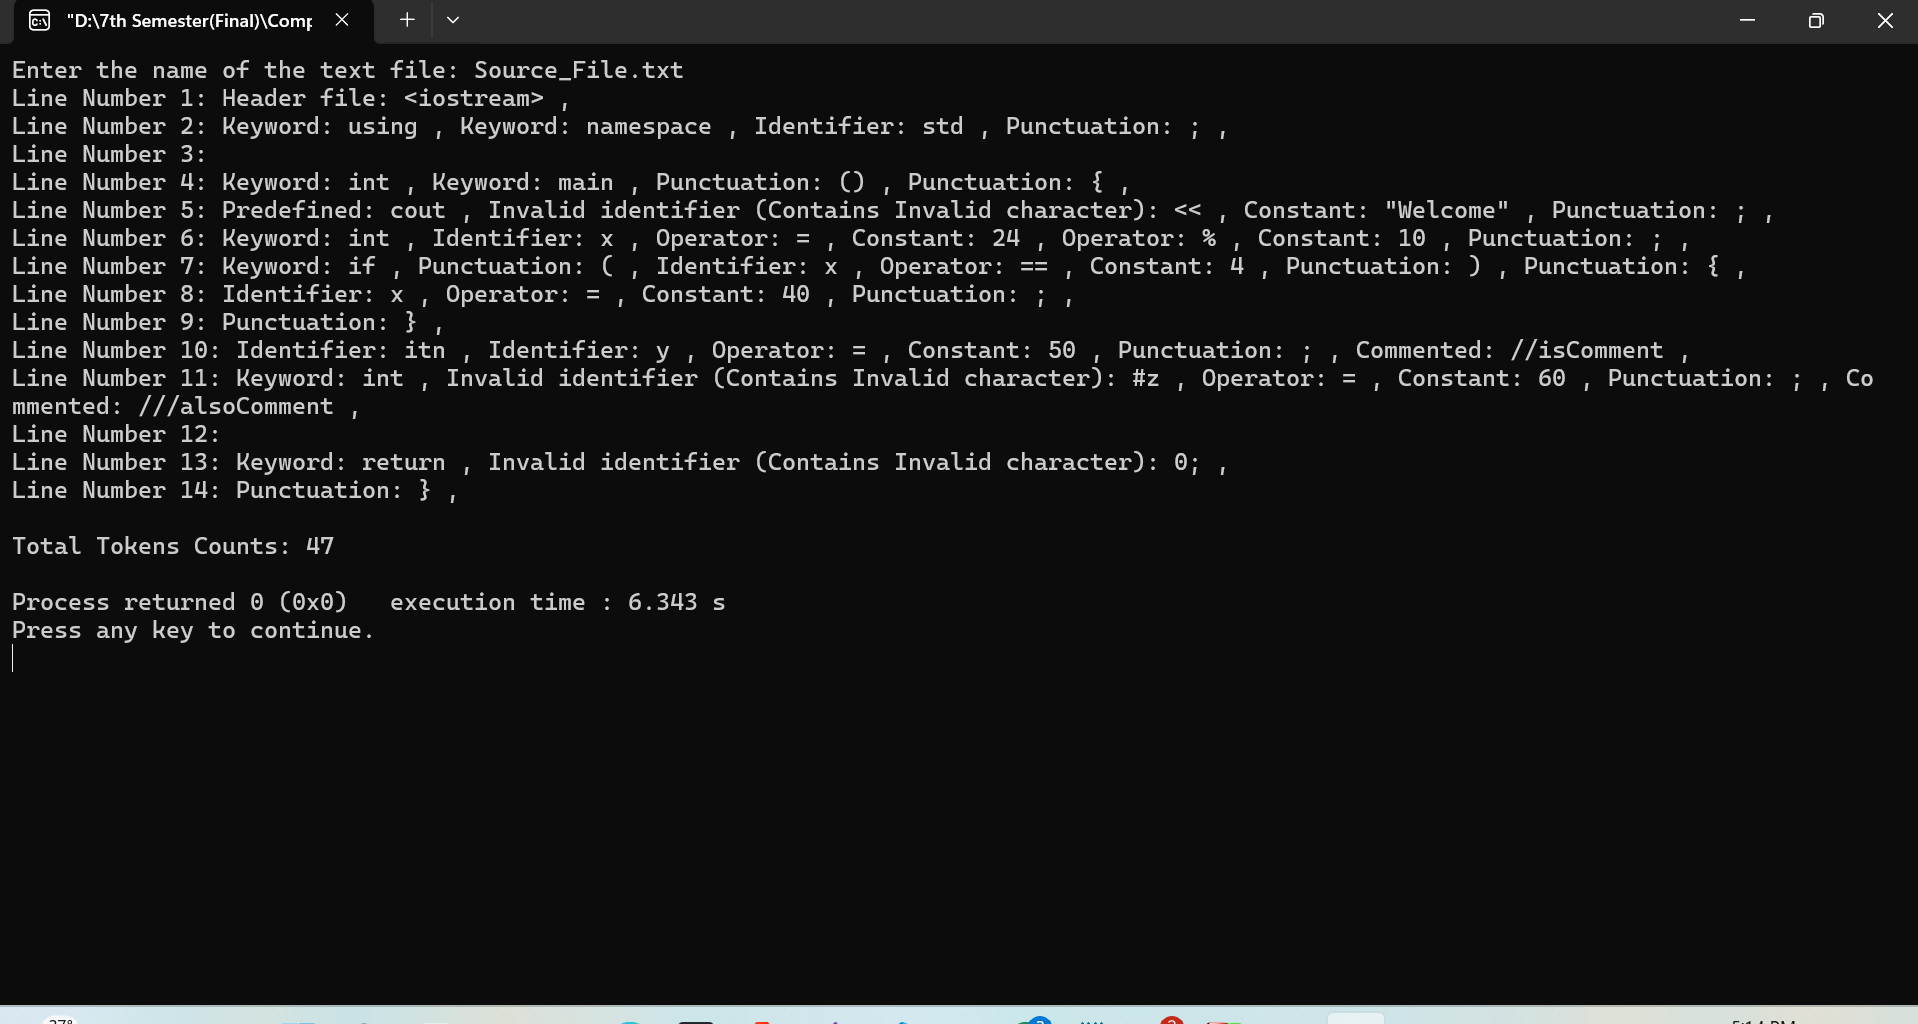 "D:\7th Semester(Final)\Comp
Enter the name of the text file: Source_File.txt
Line Number 1: Header file: <iostream> ,
Line Number 2: Keyword: using , Keyword: namespace , Identifier: std , Punctuation: ; ,
Line Number 3:
Line Number 4: Keyword: int , Keyword: main , Punctuation: () , Punctuation: { ,
Line Number 5: Predefined: cout , Invalid identifier (Contains Invalid character): << , Constant: "Welcome" , Punctuation: ; ,
Line Number 6: Keyword: int , Identifier: x , Operator: = , Constant: 24 , Operator: % , Constant: 10 , Punctuation: ; ,
Line Number 7: Keyword: if , Punctuation: ( , Identifier: x , Operator: == , Constant: 4 , Punctuation: ) , Punctuation: { ,
Line Number 8: Identifier: x , Operator: = , Constant: 40 , Punctuation: ; ,
Line Number 9: Punctuation: } ,
Line Number 10: Identifier: itn , Identifier: y , Operator: = , Constant: 50 , Punctuation: ; , Commented: //isComment ,
Line Number 11: Keyword: int , Invalid identifier (Contains Invalid character): #z , Operator: = , Constant: 60 , Punctuation: ; , Co
mmented: ///alsoComment ,
Line Number 12:
Line Number 13: Keyword: return , Invalid identifier (Contains Invalid character): 0; ,
Line Number 14: Punctuation: } ,
Total Tokens Counts: 47
Process returned 0 (0x0)   execution time : 6.343 s
Press any key to continue.